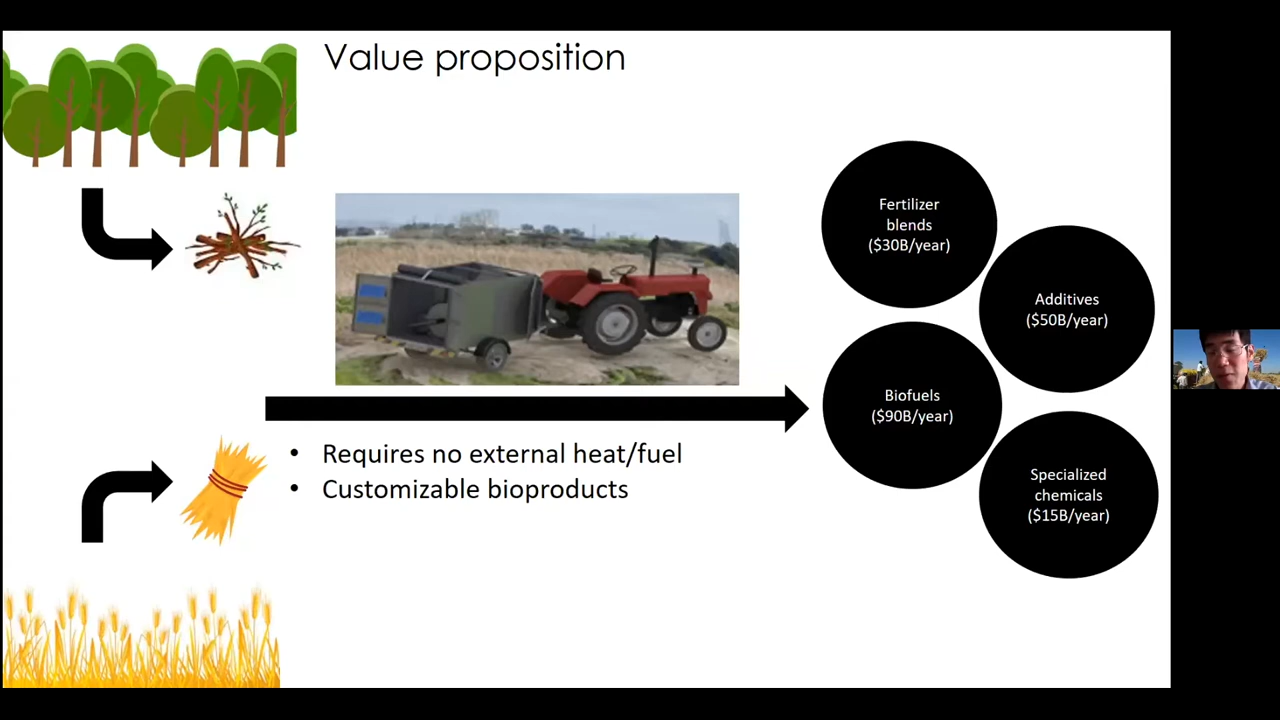 Value proposition
Fertilizer
blends
($30B/year)
Additives
($50B/year)
Biofuels
($90B/year)
Specialized
chemicals
($15B/year)
• Requires no external heat/fuel
• Customizable bioproducts